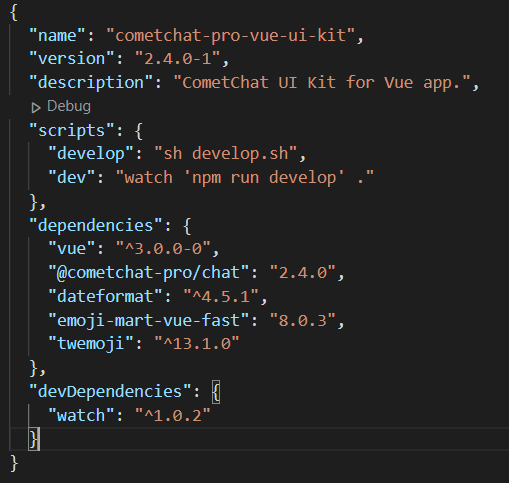 {
"name": "cometchat-pro-vue-ui-kit",
"version": "2.4.0-1",
"description": "CometChat UI Kit for Vue app.",
Debug
"scripts": {
"develop": "sh develop.sh",
"dev": "watch 'npm run develop' ."
},
"dependencies": {
"vue": "^3.0.0-0",
"@cometchat-pro/chat": "2.4.0",
"dateformat": "^4.5.1",
"emoji-mart-vue-fast": "8.0.3",
"twemoji": "^13.1.0"
},
"devDependencies": {
"watch": "^1.0.2"
}
}